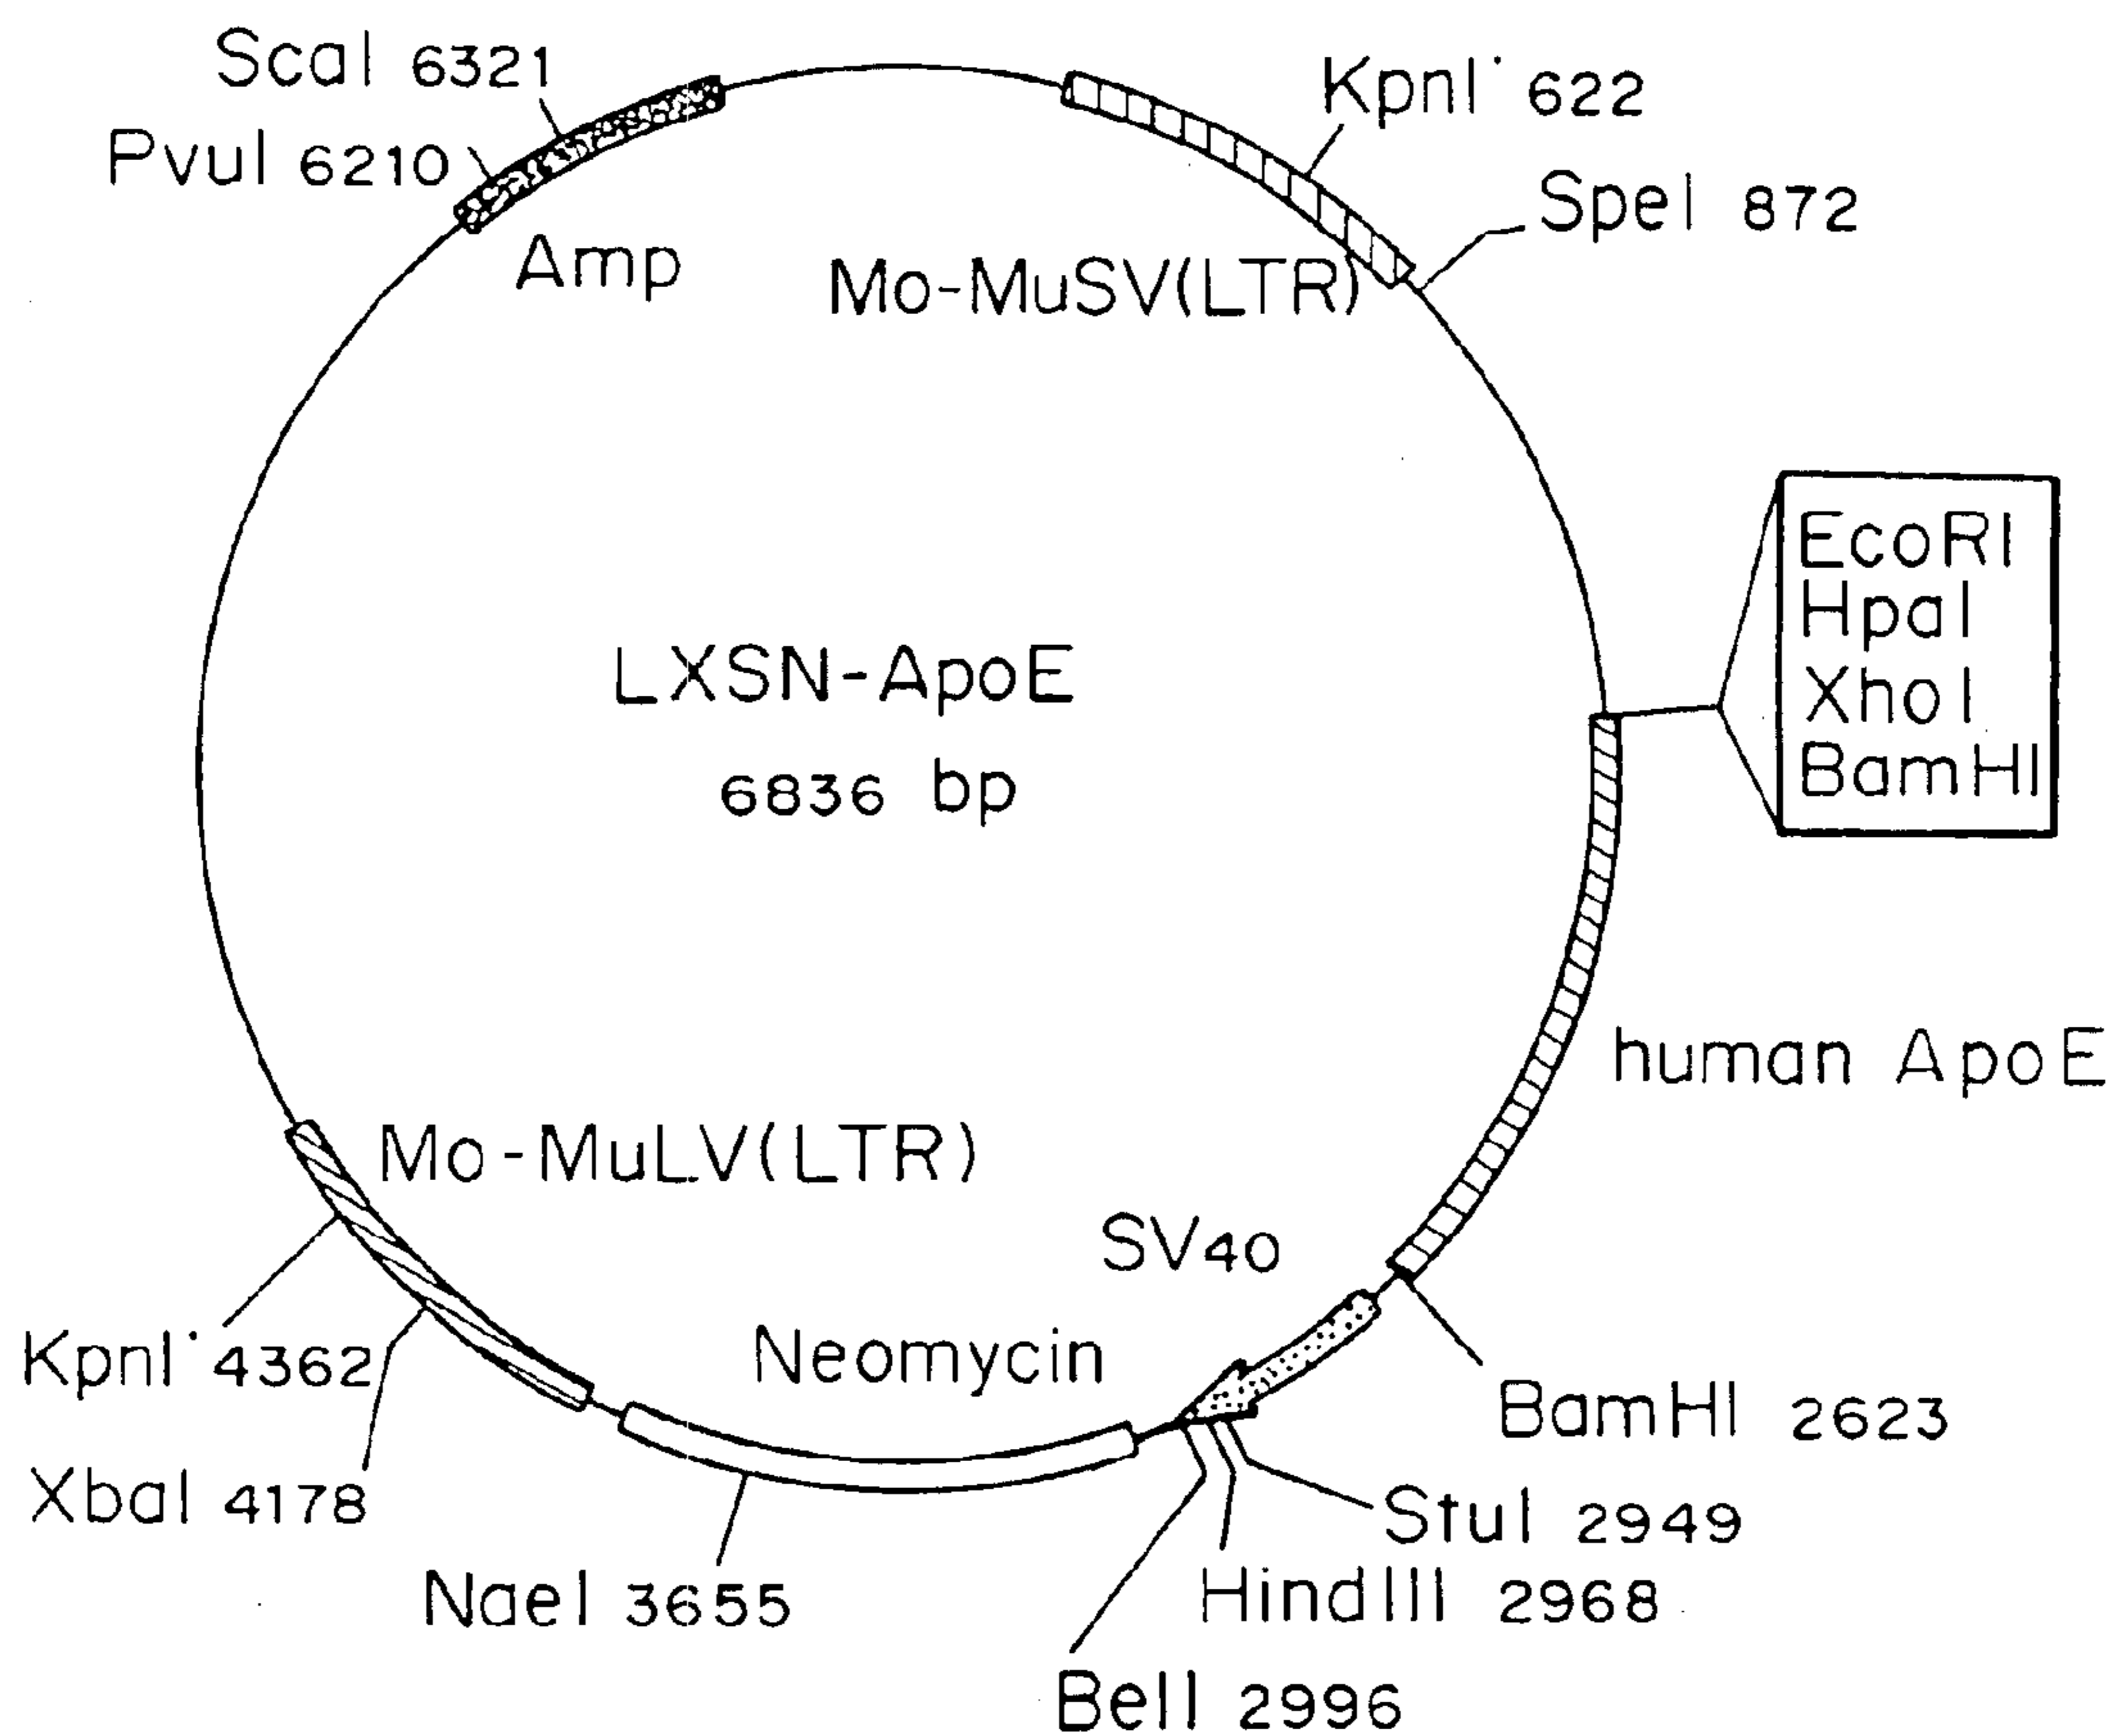 ScaI 6321
PvuI 6210
Amp
Mo-MuSV(LTR)
KpnI 622
SpeI 872
EcoRI
HpaI
XhoI
BamHI
LXSN-ApoE
6836 bp
human ApoE
Mo-MuLV(LTR)
SV40
Neomycin
KpnI 4362
XbaI 4178
NaeI 3655
BamHI 2623
StuI 2949
HindIII 2968
BclI 2996